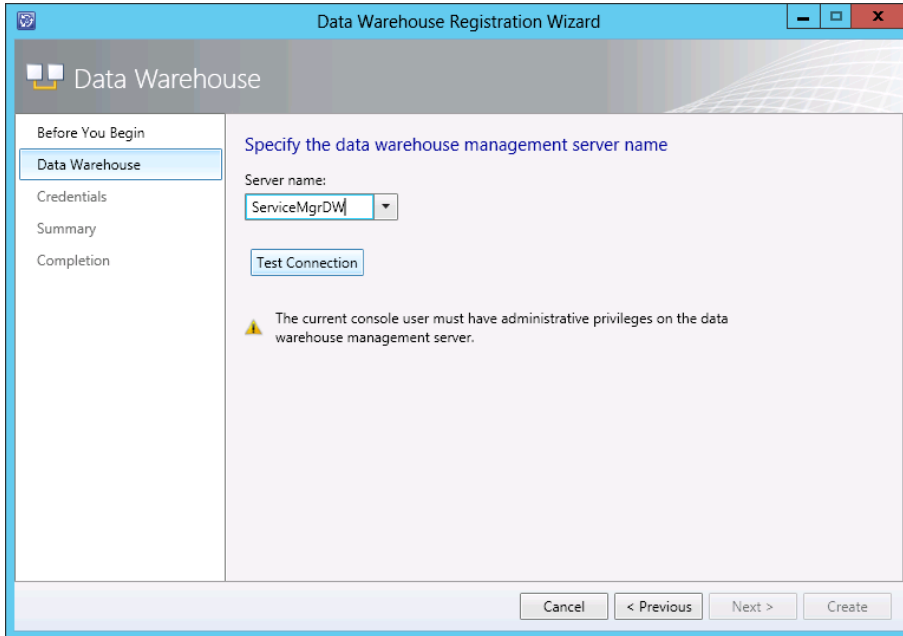 Data Warehouse Registration Wizard
Data Warehouse
Before You Begin
Data Warehouse
Credentials
Summary
Completion
Specify the data warehouse management server name
Server name:
ServiceMgrDW
Test Connection
The current console user must have administrative privileges on the data
warehouse management server.
Cancel
< Previous
Next >
Create